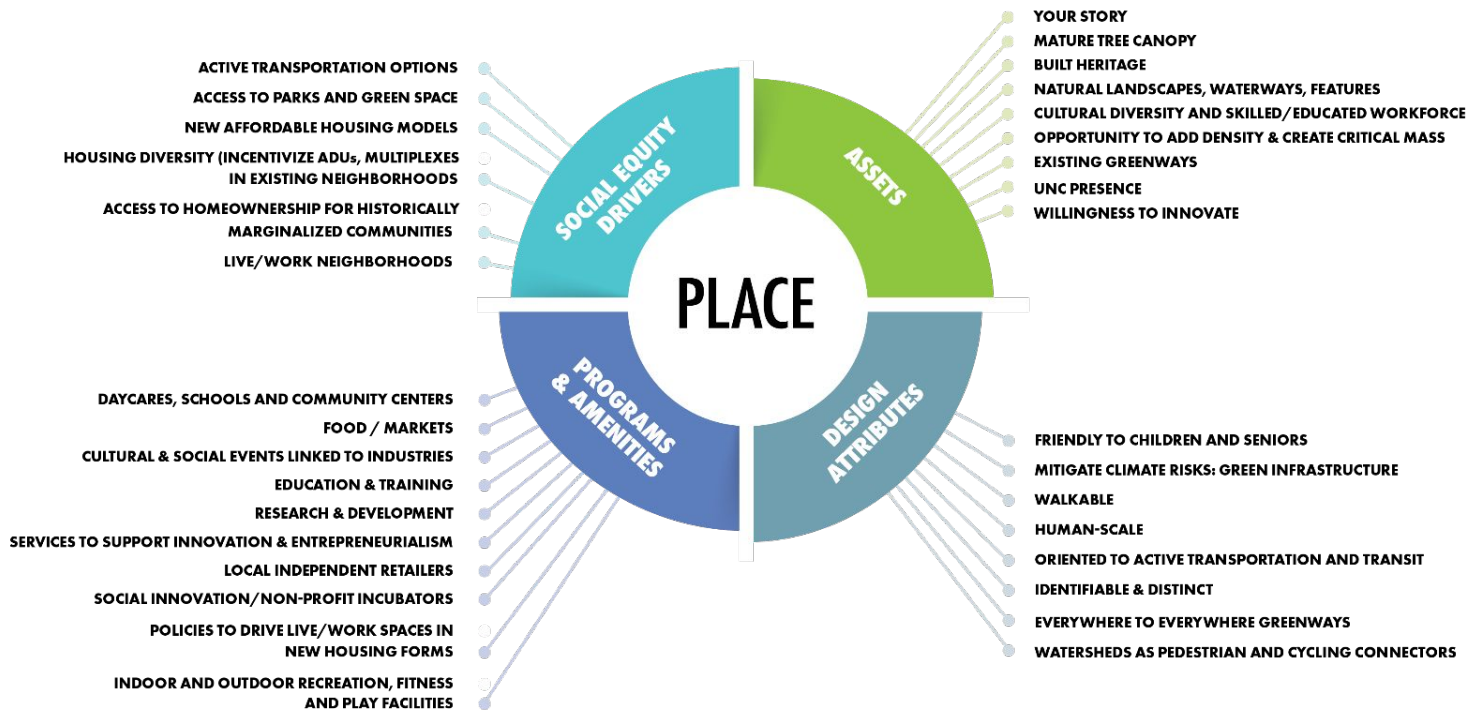 ACTIVE TRANSPORTATION OPTIONS
ACCESS TO PARKS AND GREEN SPACE
NEW AFFORDABLE HOUSING MODELS
HOUSING DIVERSITY (INCENTIVIZE ADUs, MULTIPLEXES
IN EXISTING NEIGHBORHOODS
ACCESS TO HOMEOWNERSHIP FOR HISTORICALLY
MARGINALIZED COMMUNITIES
LIVE/WORK NEIGHBORHOODS
SOCIAL EQUITY
DRIVERS
ASSETS
YOUR STORY
MATURE TREE CANOPY
BUILT HERITAGE
NATURAL LANDSCAPES, WATERWAYS, FEATURES
CULTURAL DIVERSITY AND SKILLED/EDUCATED WORKFORCE
OPPORTUNITY TO ADD DENSITY & CREATE CRITICAL MASS
EXISTING GREENWAYS
UNC PRESENCE
WILLINGNESS TO INNOVATE
PLACE
DAYCARES, SCHOOLS AND COMMUNITY CENTERS
FOOD / MARKETS
CULTURAL & SOCIAL EVENTS LINKED TO INDUSTRIES
EDUCATION & TRAINING
RESEARCH & DEVELOPMENT
SERVICES TO SUPPORT INNOVATION & ENTREPRENEURIALISM
LOCAL INDEPENDENT RETAILERS
SOCIAL INNOVATION/NON-PROFIT INCUBATORS
POLICIES TO DRIVE LIVE/WORK SPACES IN
NEW HOUSING FORMS
INDOOR AND OUTDOOR RECREATION, FITNESS
AND PLAY FACILITIES
PROGRAMS
& AMENITIES
DESIGN
ATTRIBUTES
FRIENDLY TO CHILDREN AND SENIORS
MITIGATE CLIMATE RISKS: GREEN INFRASTRUCTURE
WALKABLE
HUMAN-SCALE
ORIENTED TO ACTIVE TRANSPORTATION AND TRANSIT
IDENTIFIABLE & DISTINCT
EVERYWHERE TO EVERYWHERE GREENWAYS
WATERSHEDS AS PEDESTRIAN AND CYCLING CONNECTORS